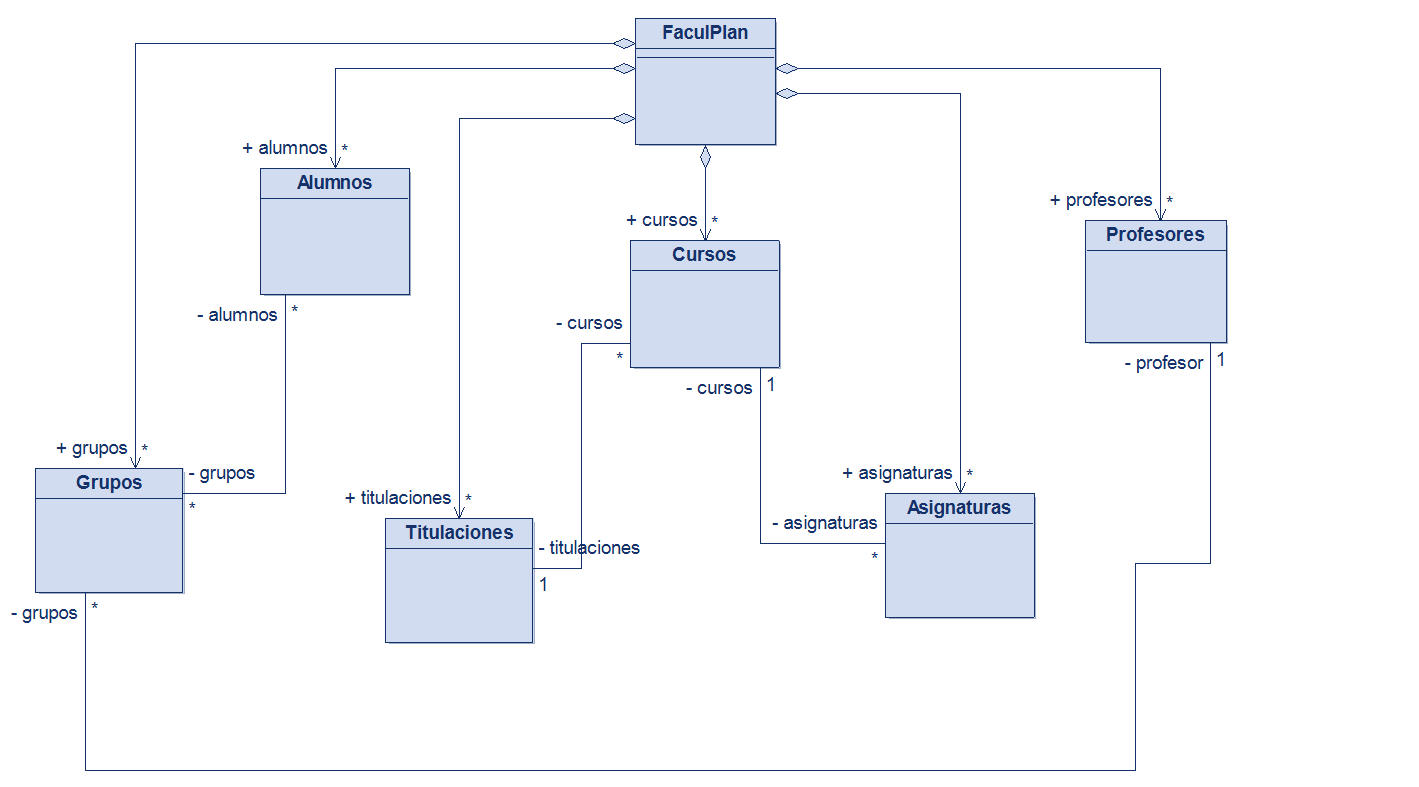 FaculPlan
+ alumnos *
Alumnos
+ profesores *
+ cursos *
Profesores
Cursos
- alumnos *
- cursos
*
- profesor 1
- cursos 1
+ grupos *
- grupos
*
Grupos
+ titulaciones *
+ asignaturas *
Asignaturas
- asignaturas
*
Titulaciones
- titulaciones
1
- grupos *